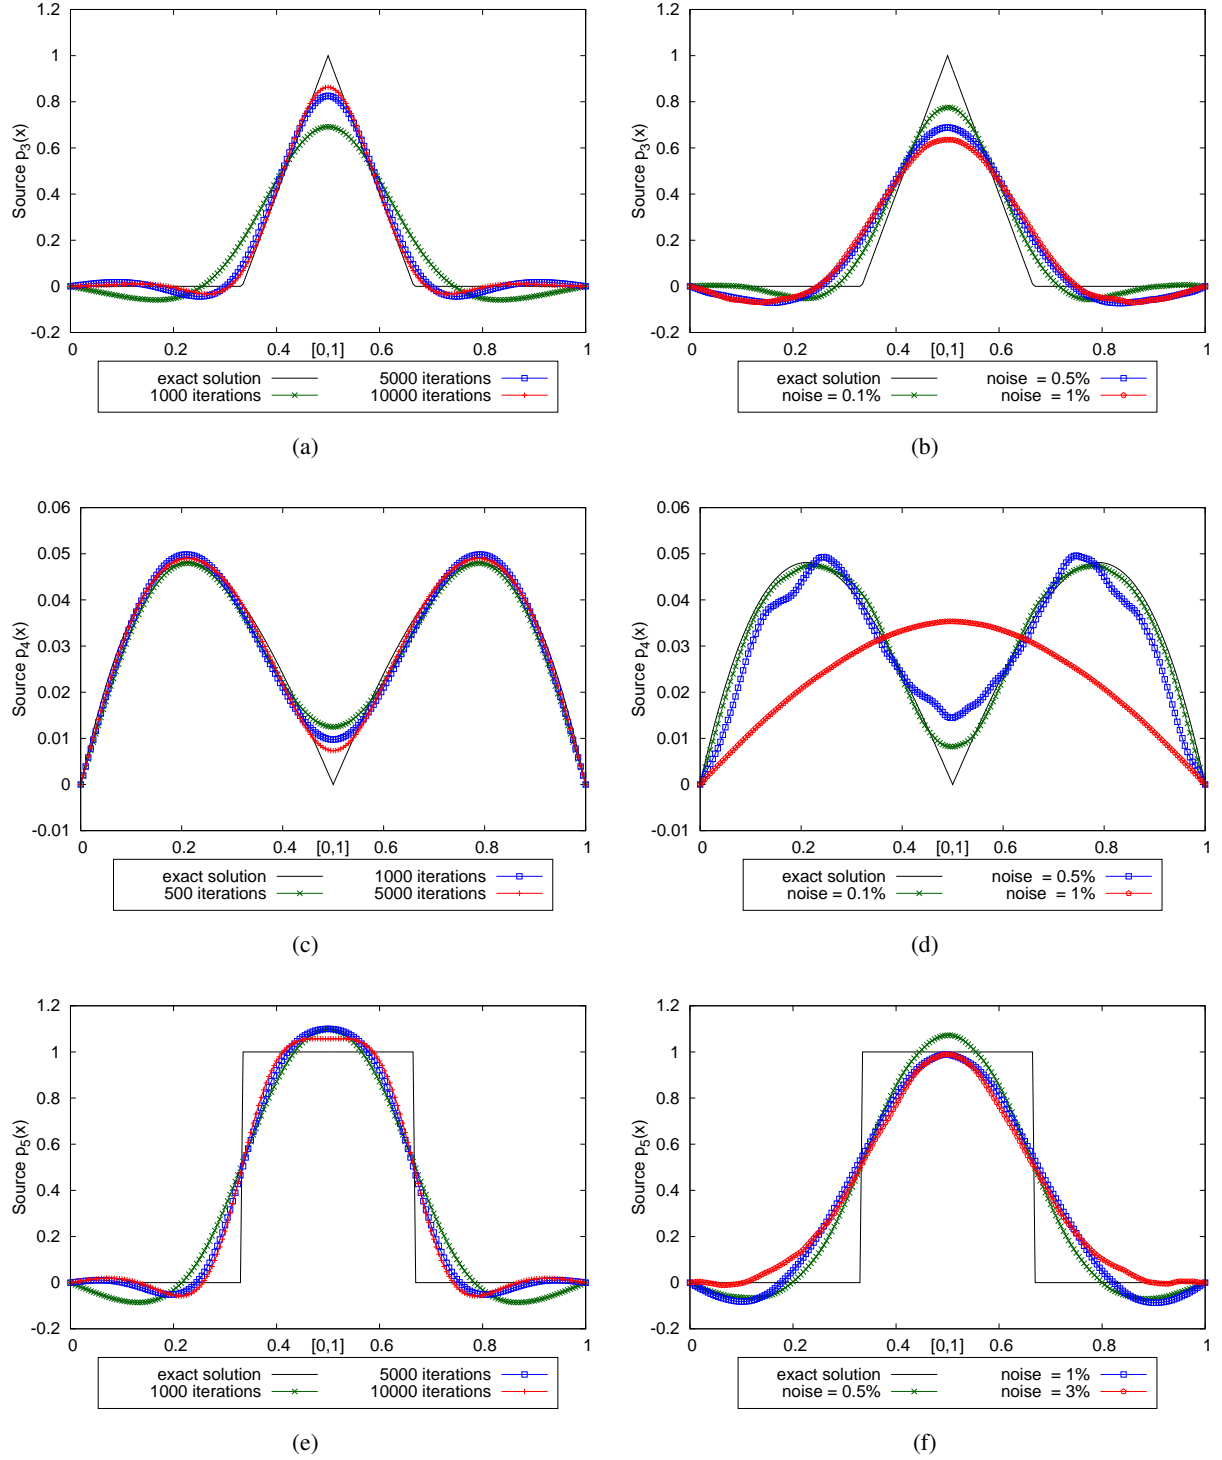 1.2
1
0.8
0.6
0.4
0.2
0
-0.2
Source p3(x)
0 0.2 0.4 [0,1] 0.6 0.8 1
exact solution 5000 iterations
1000 iterations 10000 iterations
(a)
1.2
1
0.8
0.6
0.4
0.2
0
-0.2
Source p3(x)
0 0.2 0.4 [0,1] 0.6 0.8 1
exact solution noise = 0.5%
noise = 0.1% noise = 1%
(b)
0.06
0.05
0.04
0.03
0.02
0.01
0
-0.01
Source p4(x)
0 0.2 0.4 [0,1] 0.6 0.8 1
exact solution 1000 iterations
500 iterations 5000 iterations
(c)
0.06
0.05
0.04
0.03
0.02
0.01
0
-0.01
Source p4(x)
0 0.2 0.4 [0,1] 0.6 0.8 1
exact solution noise = 0.5%
noise = 0.1% noise = 1%
(d)
1.2
1
0.8
0.6
0.4
0.2
0
-0.2
Source p5(x)
0 0.2 0.4 [0,1] 0.6 0.8 1
exact solution 5000 iterations
1000 iterations 10000 iterations
(e)
1.2
1
0.8
0.6
0.4
0.2
0
-0.2
Source p5(x)
0 0.2 0.4 [0,1] 0.6 0.8 1
exact solution noise = 1%
noise = 0.5% noise = 3%
(f)